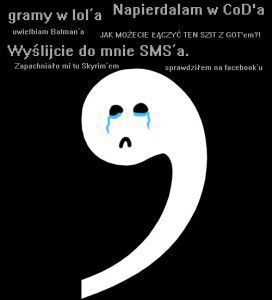 gramy w lol´a
Napierdalam w CoD'a
uwielbiam Batman´a
JAK MOŻECIE ŁĄCZYĆ TEN SZIT Z GOT'em?!
Wyślijcie do mnie SMS´a.
Zapachniało mi tu Skyrim´em
sprawdziłem na facebook'u